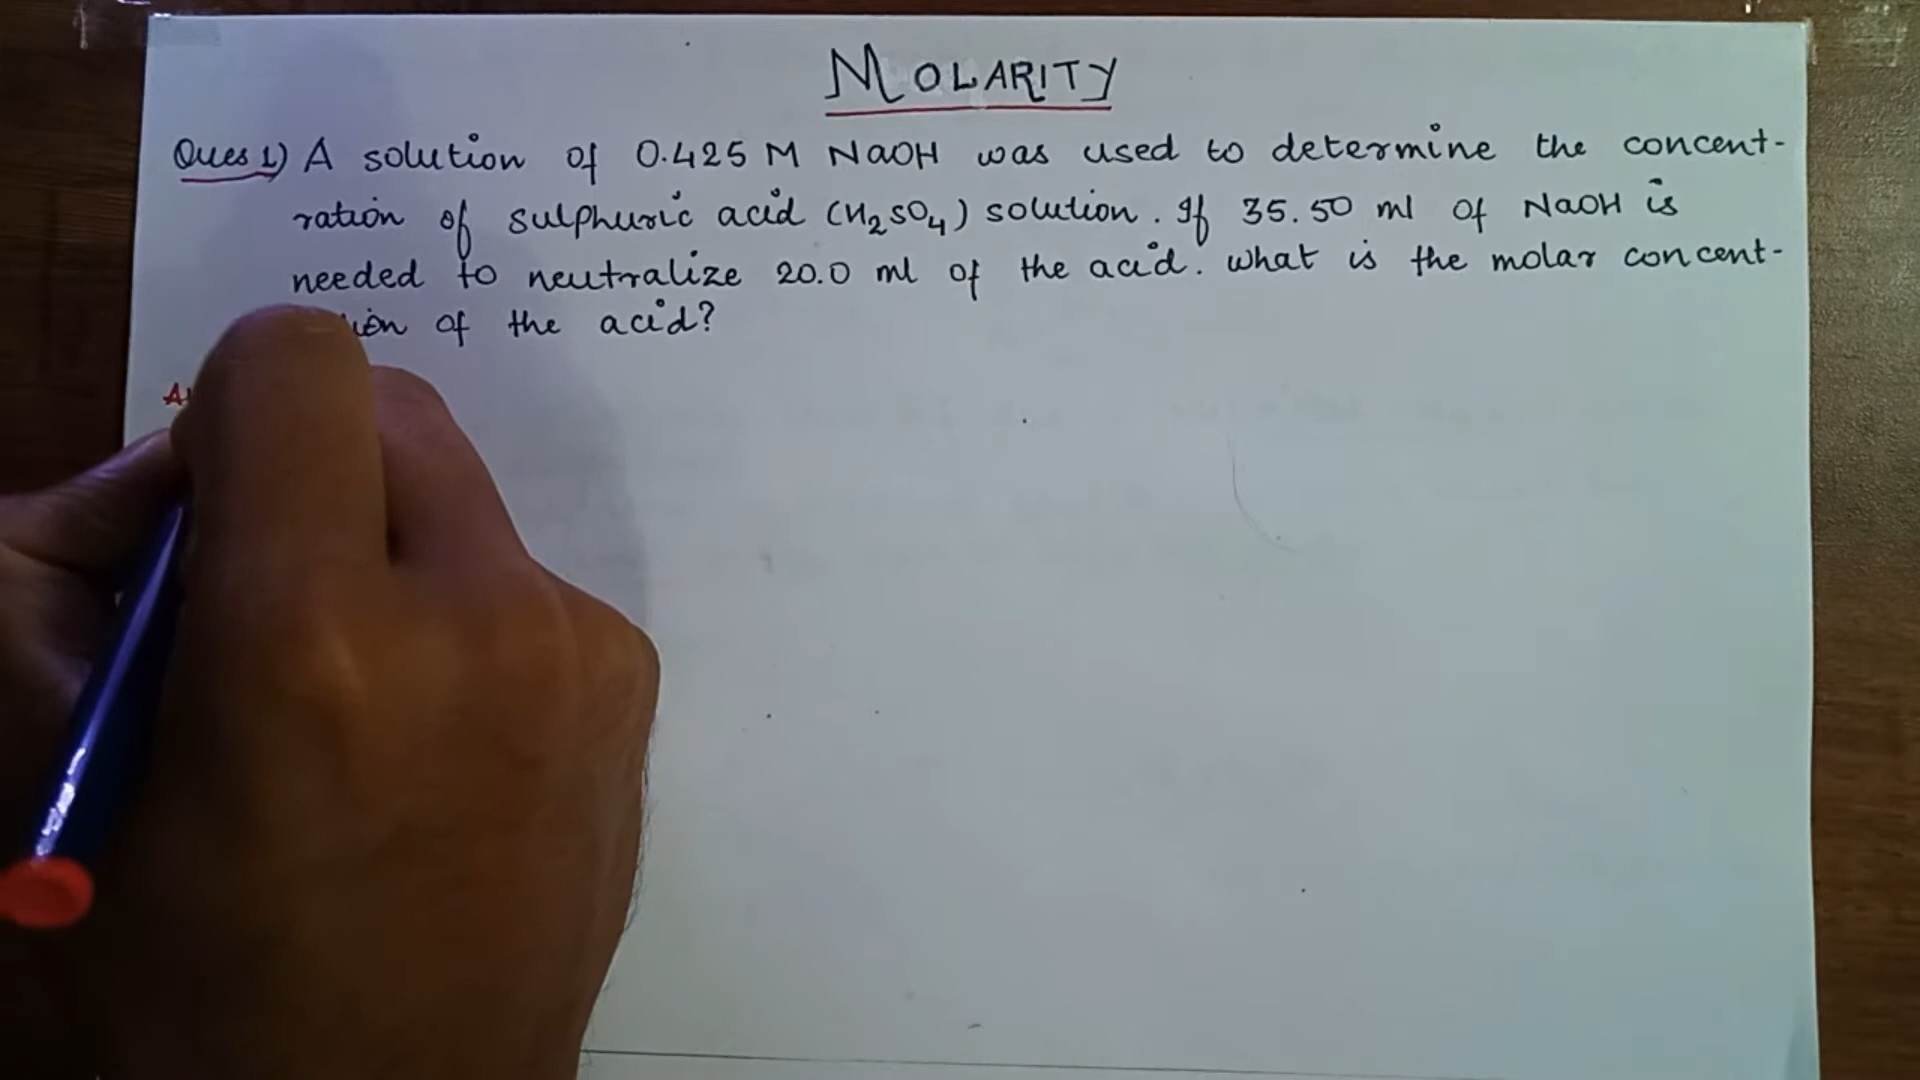 MOLARITY
Ques 1) A solution of 0.425 M NaOH was used to determine the concent-
ration of sulphuric acid (H₂SO₄) solution. If 35.50 ml of NaOH is
needed to neutralize 20.0 ml of the acid. what is the molar concent-
of the acid?